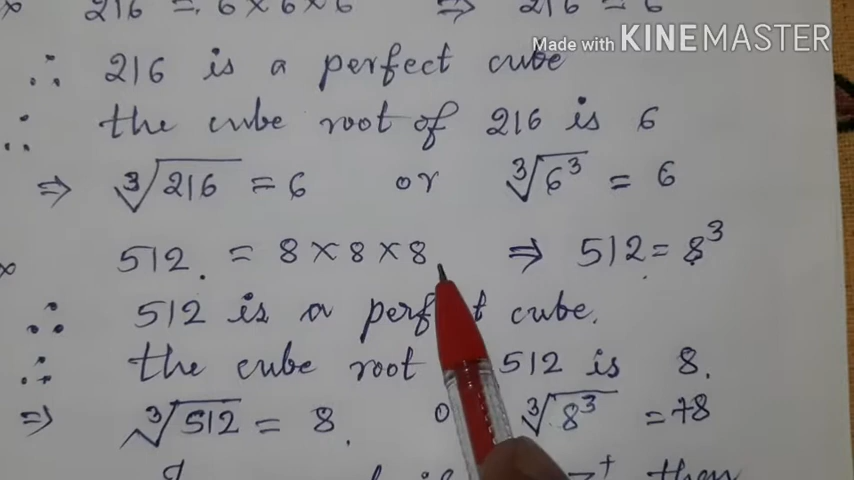 216 = 6 × 6 × 6 ⇒ 216 = 6
Made with KINEMASTER
∴ 216 is a perfect cube
∴ the cube root of 216 is 6
⇒ ∛216 = 6 or ∛6³ = 6
512. = 8 × 8 × 8 ⇒ 512 = 8³
∴ 512 is a perfect cube.
∴ the cube root 512 is 8.
⇒ ∛512 = 8. ∛8³ = +8
then